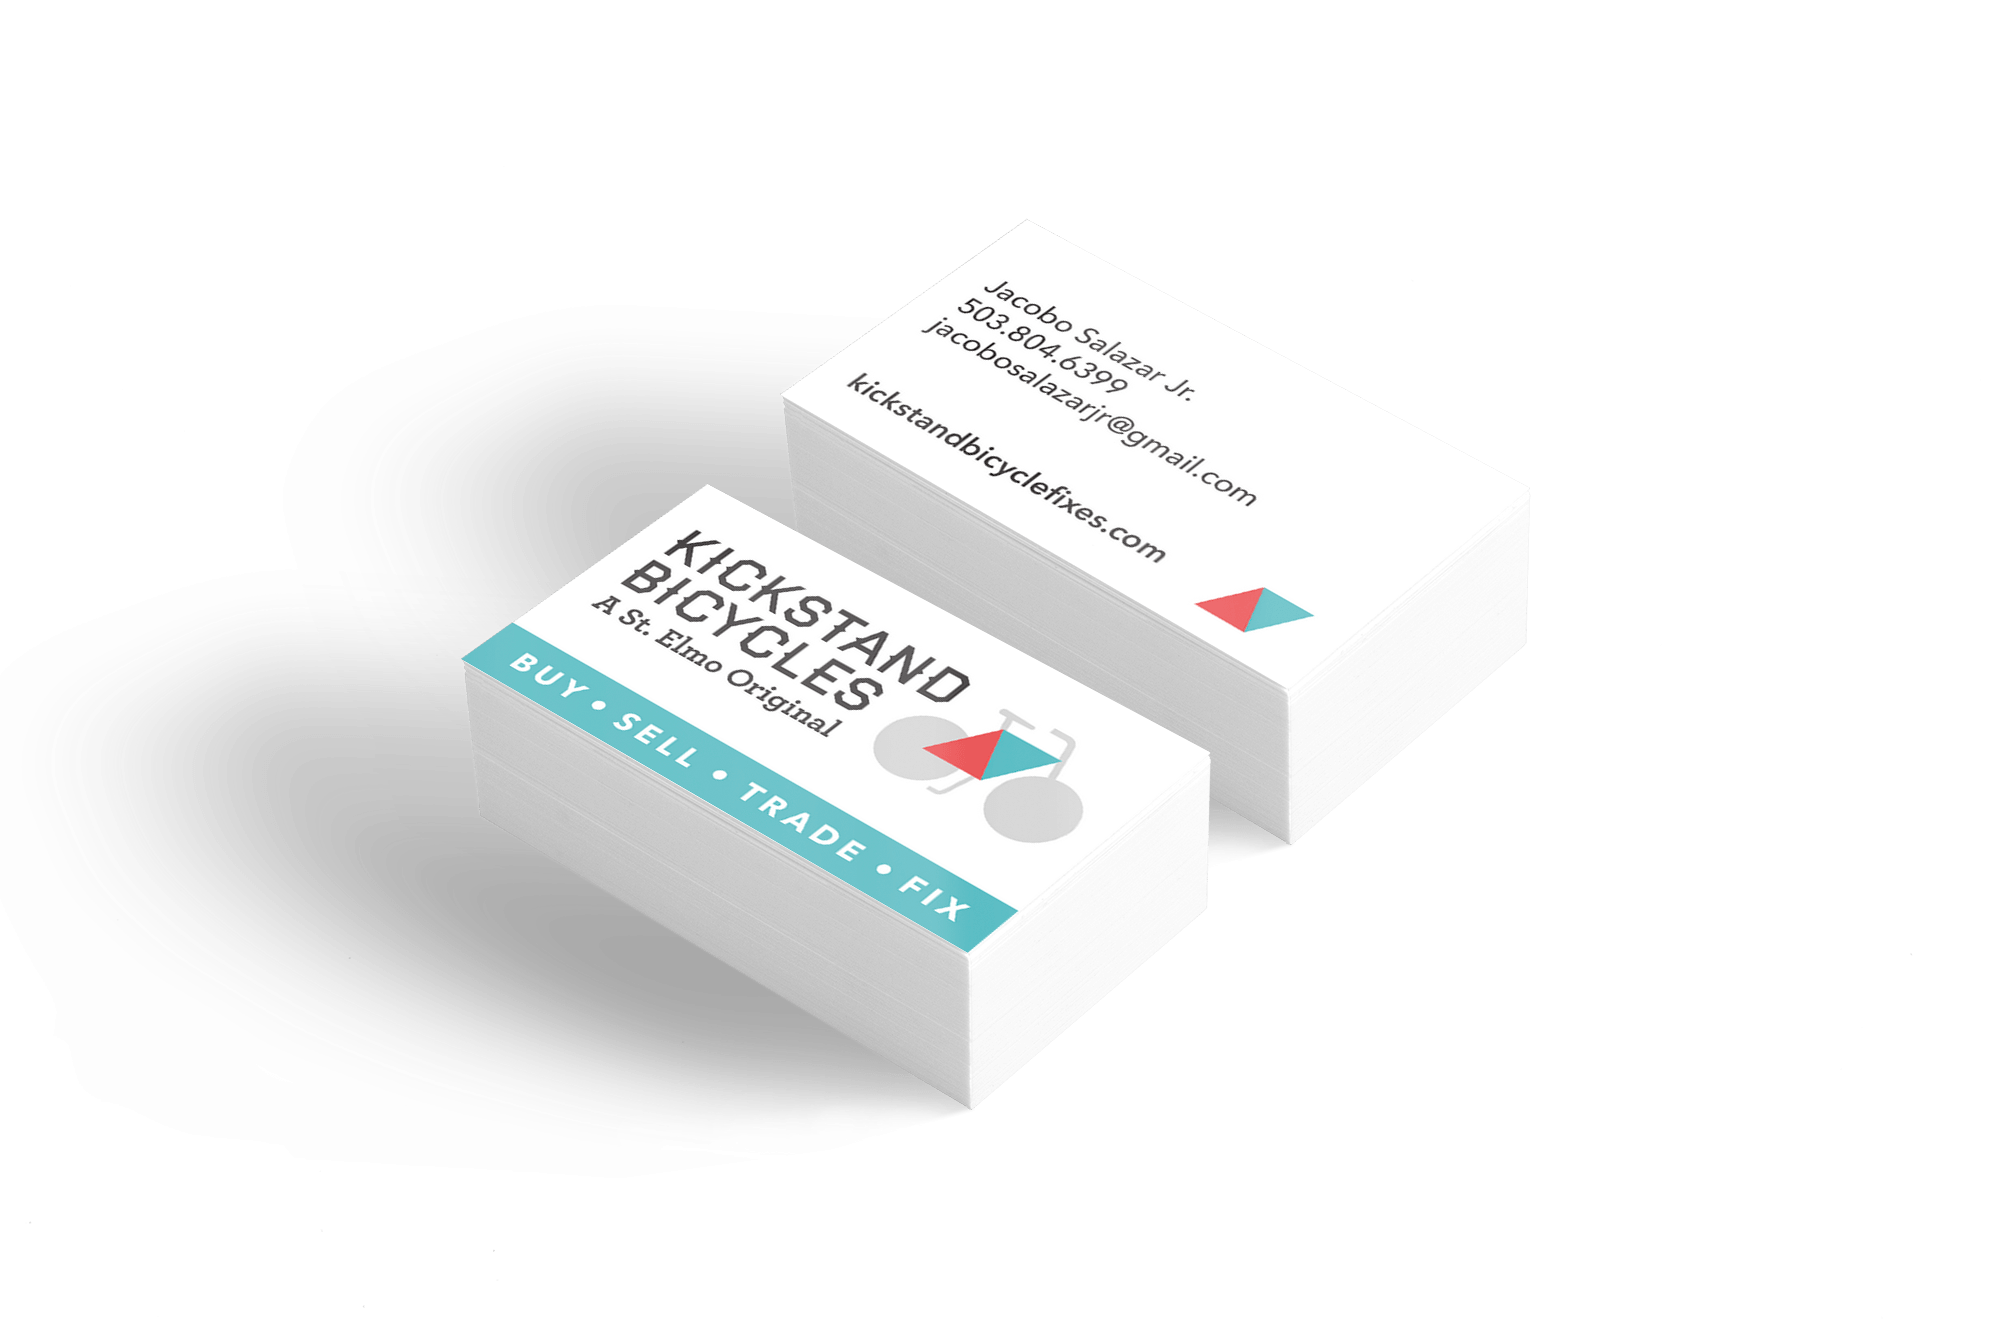 Jacobo Salazar Jr.
503.804.6399
jacobosalazarjr@gmail.com
kickstandbicyclefixes.com
KICKSTAND
BICYCLES
A St. Elmo Original
BUY • SELL • TRADE • FIX